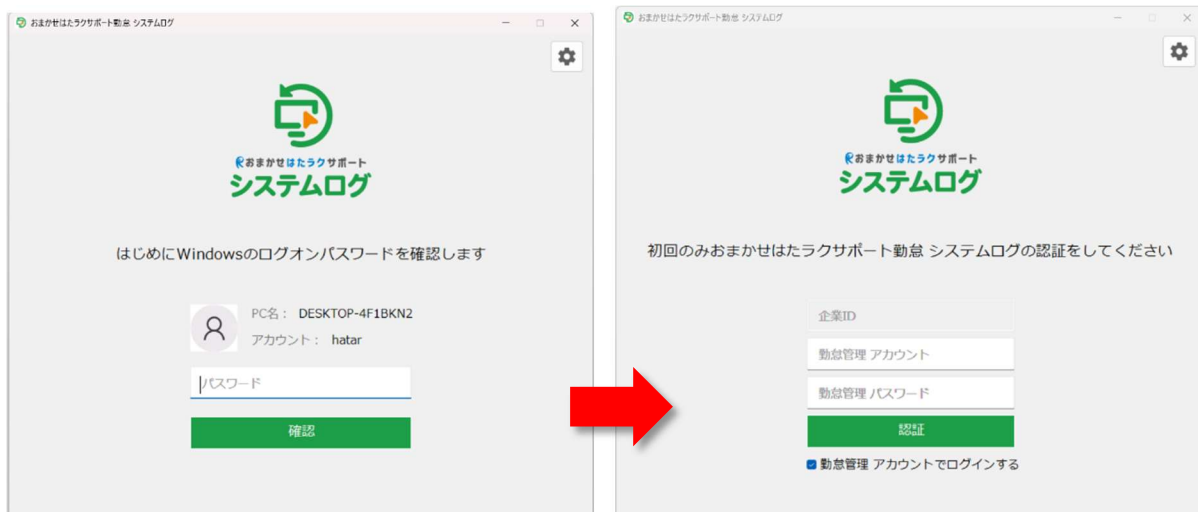 おまかせはたラクサポート勤怠 システムログ
おまかせはたラクサポート
システムログ
はじめにWindowsのログオンパスワードを確認します
PC名： DESKTOP-4F1BKN2
アカウント： hatar
パスワード
確認
おまかせはたラクサポート勤怠 システムログ
おまかせはたラクサポート
システムログ
初回のみおまかせはたラクサポート勤怠 システムログの認証をしてください
企業ID
勤怠管理 アカウント
勤怠管理 パスワード
認証
勤怠管理 アカウントでログインする